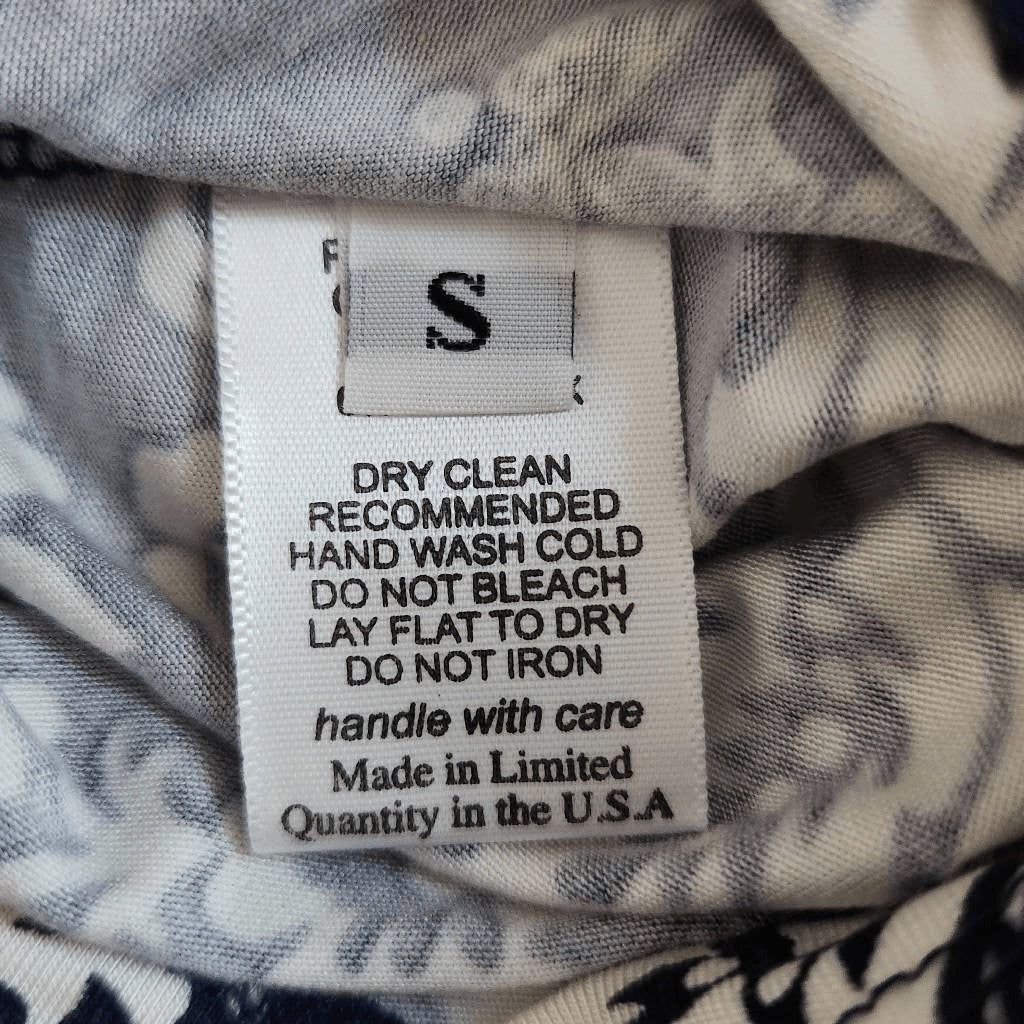 S
DRY CLEAN
RECOMMENDED
HAND WASH COLD
DO NOT BLEACH
LAY FLAT TO DRY
DO NOT IRON
handle with care
Made in Limited
Quantity in the U.S.A